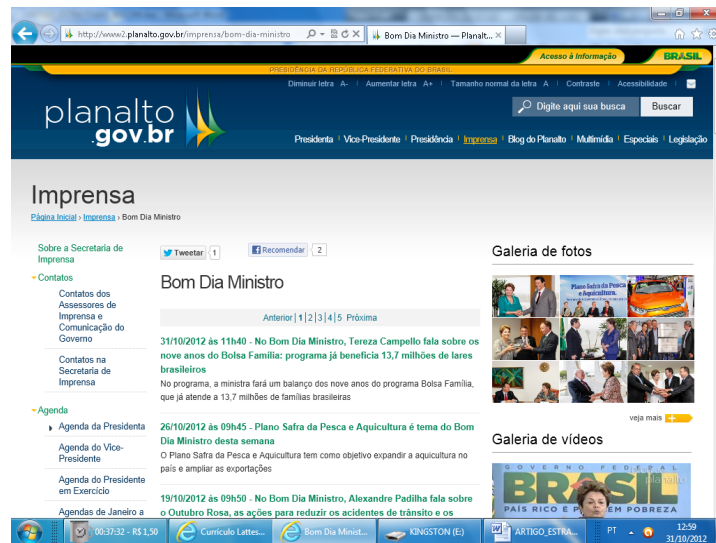 http://www2.planalto.gov.br/imprensa/bom-dia-ministro
Bom Dia Ministro — Planalt...
Acesso à Informação
BRASIL
PRESIDÊNCIA DA REPÚBLICA FEDERATIVA DO BRASIL
Diminuir letra A- | Aumentar letra A+ | Tamanho normal da letra A | Contraste | Acessibilidade
planalto
.gov.br
Digite aqui sua busca
Buscar
Presidenta | Vice-Presidente | Presidência | Imprensa | Blog do Planalto | Multimídia | Especiais | Legislação
Imprensa
Página Inicial › Imprensa › Bom Dia Ministro
Sobre a Secretaria de
Imprensa
Contatos
Contatos dos
Assessores de
Imprensa e
Comunicação do
Governo
Contatos na
Secretaria de
Imprensa
Agenda
Agenda da Presidenta
Agenda do Vice-
Presidente
Agenda do Presidente
em Exercício
Agendas de Janeiro a
Tweetar 1
Recomendar 2
Bom Dia Ministro
Anterior | 1 | 2 | 3 | 4 | 5 Próxima
31/10/2012 às 11h40 - No Bom Dia Ministro, Tereza Campello fala sobre os
nove anos do Bolsa Família: programa já beneficia 13,7 milhões de lares
brasileiros
No programa, a ministra fará um balanço dos nove anos do programa Bolsa Família,
que já atende a 13,7 milhões de famílias brasileiras
26/10/2012 às 09h45 - Plano Safra da Pesca e Aquicultura é tema do Bom
Dia Ministro desta semana
O Plano Safra da Pesca e Aquicultura tem como objetivo expandir a aquicultura no
país e ampliar as exportações
19/10/2012 às 09h50 - No Bom Dia Ministro, Alexandre Padilha fala sobre
o Outubro Rosa, as ações para reduzir os acidentes de trânsito e os
Galeria de fotos
Plano Safra da Pesca
e Aquicultura.
veja mais
Galeria de vídeos
GOVERNO FEDERAL
planalto
BRASIL
PAÍS RICO É PAÍS SEM POBREZA
00:37:32 - R$ 1,50
Currículo Lattes...
Bom Dia Minist...
KINGSTON (E:)
ARTIGO_ESTRA...
PT
12:59
31/10/2012